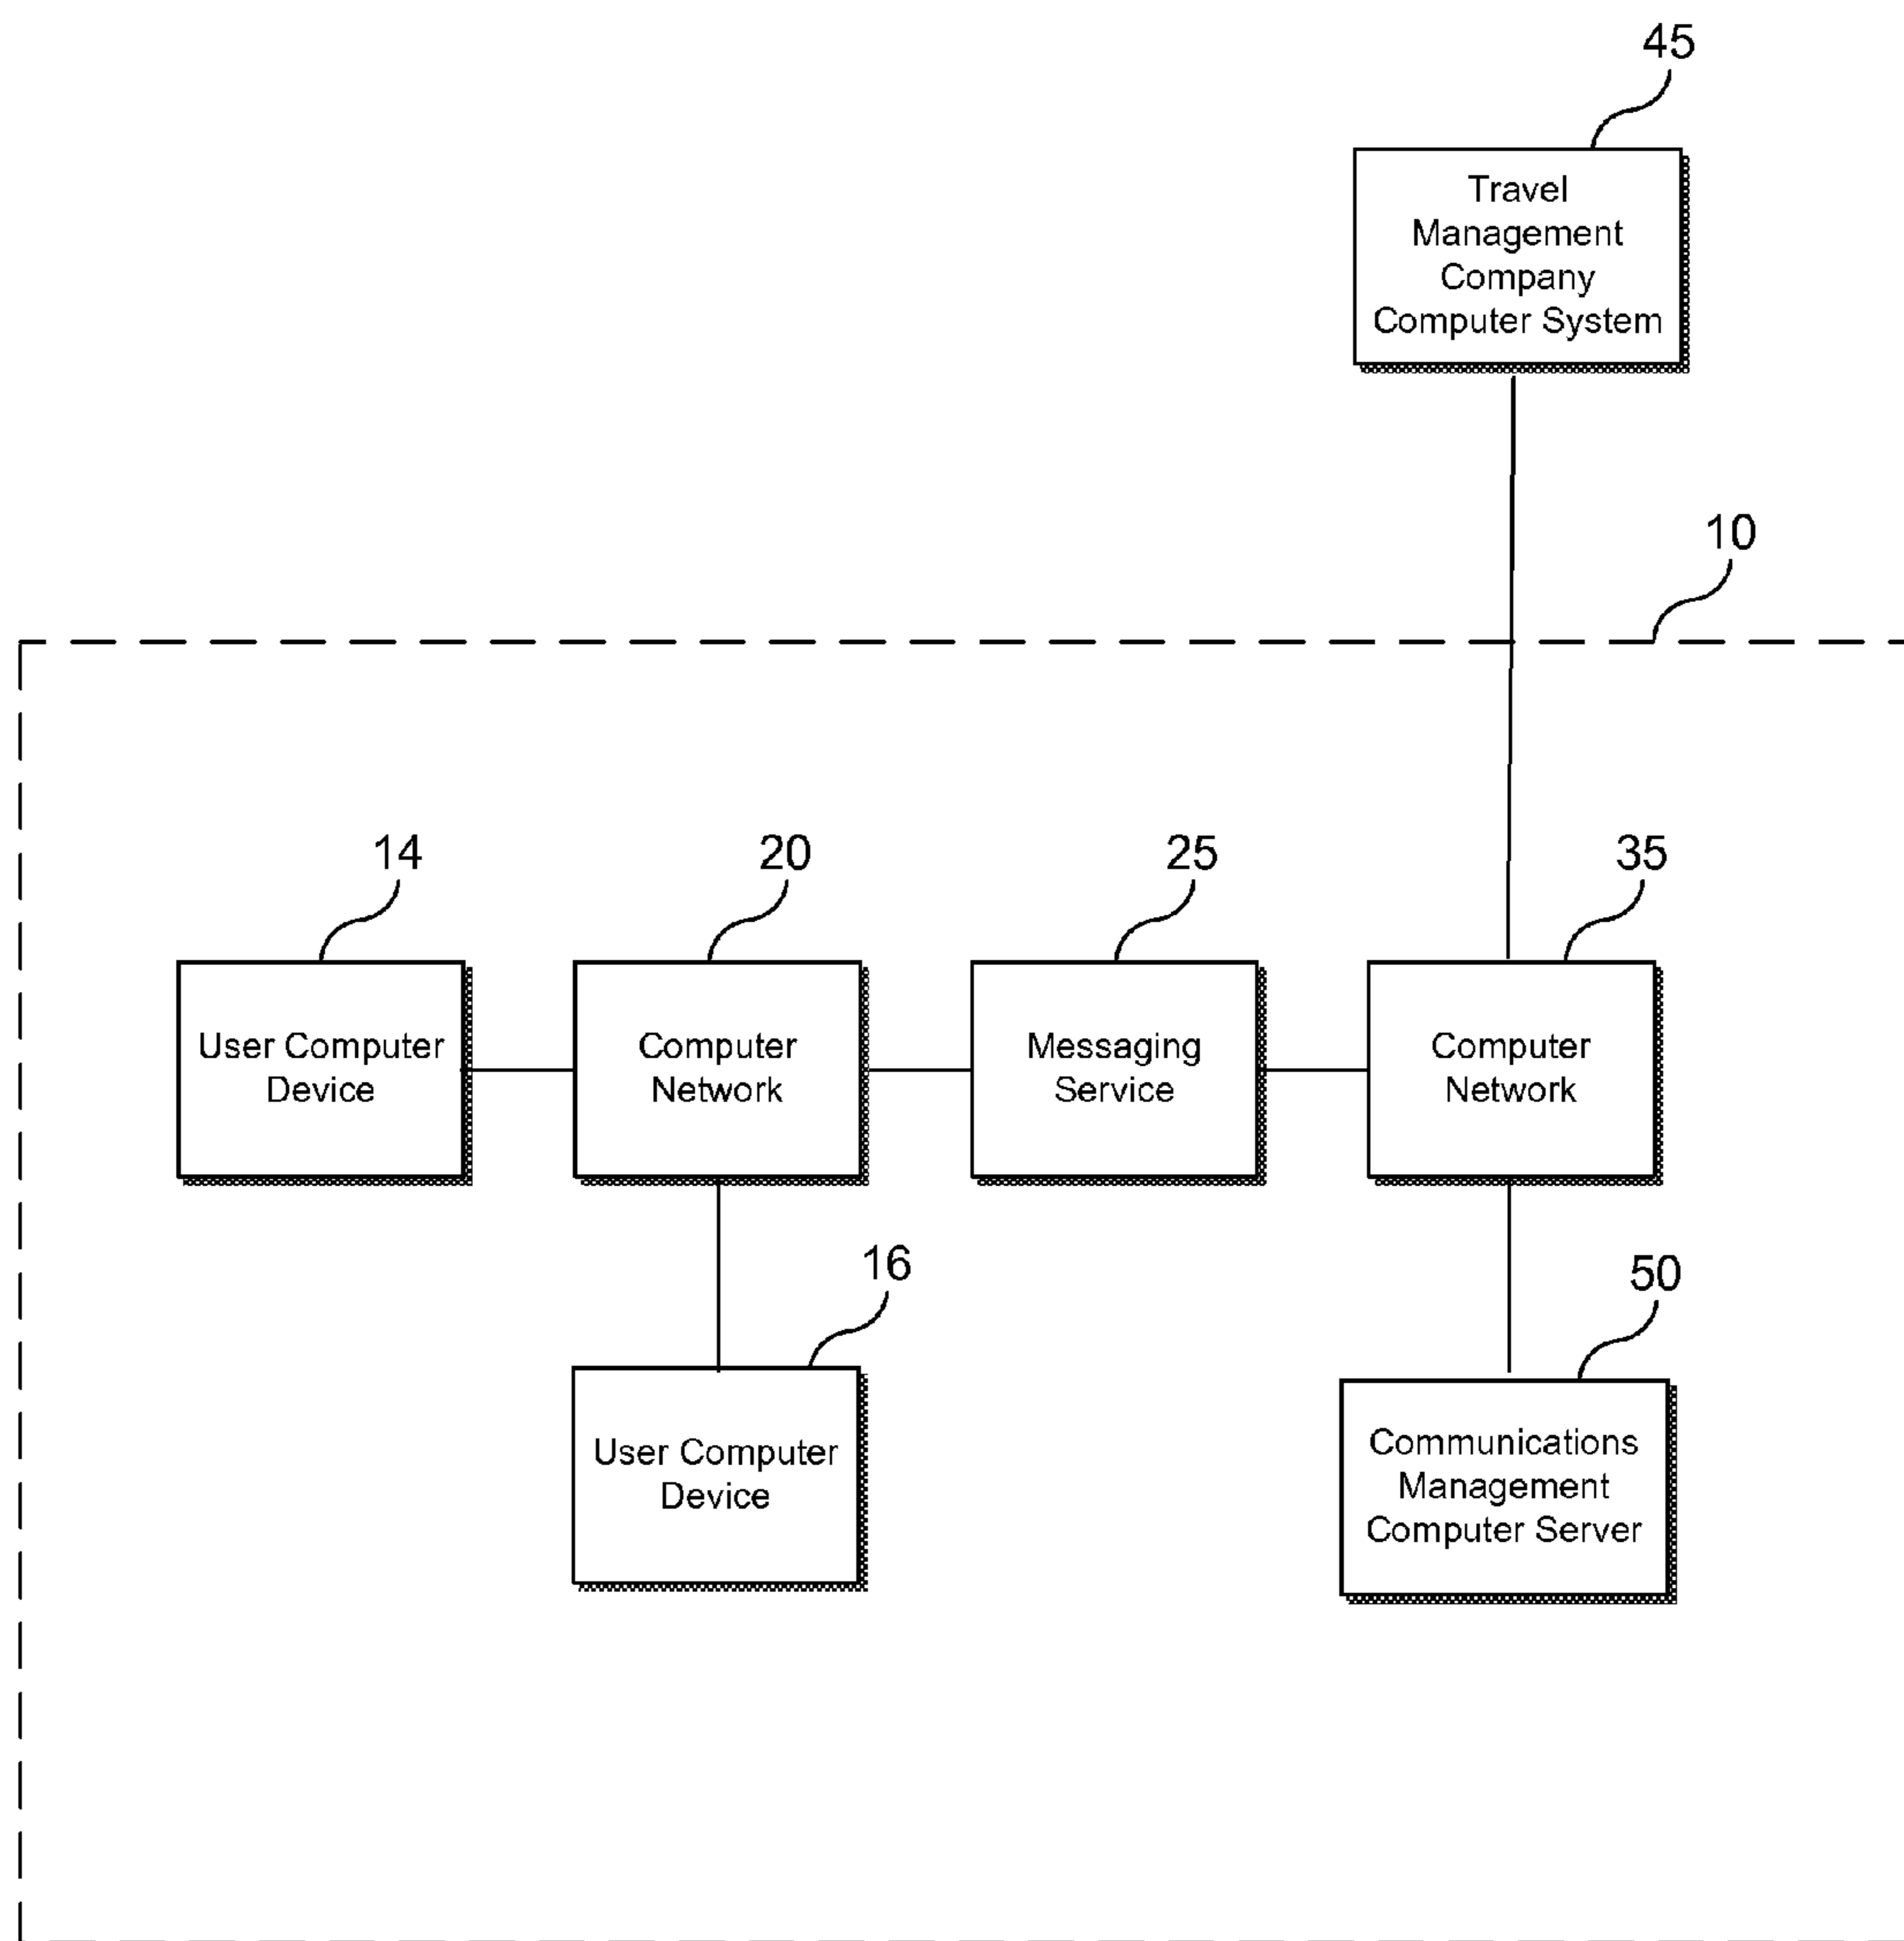 45
Travel
Management
Company
Computer System
10
14
20
25
35
User Computer
Device
Computer
Network
Messaging
Service
Computer
Network
16
50
User Computer
Device
Communications
Management
Computer Server